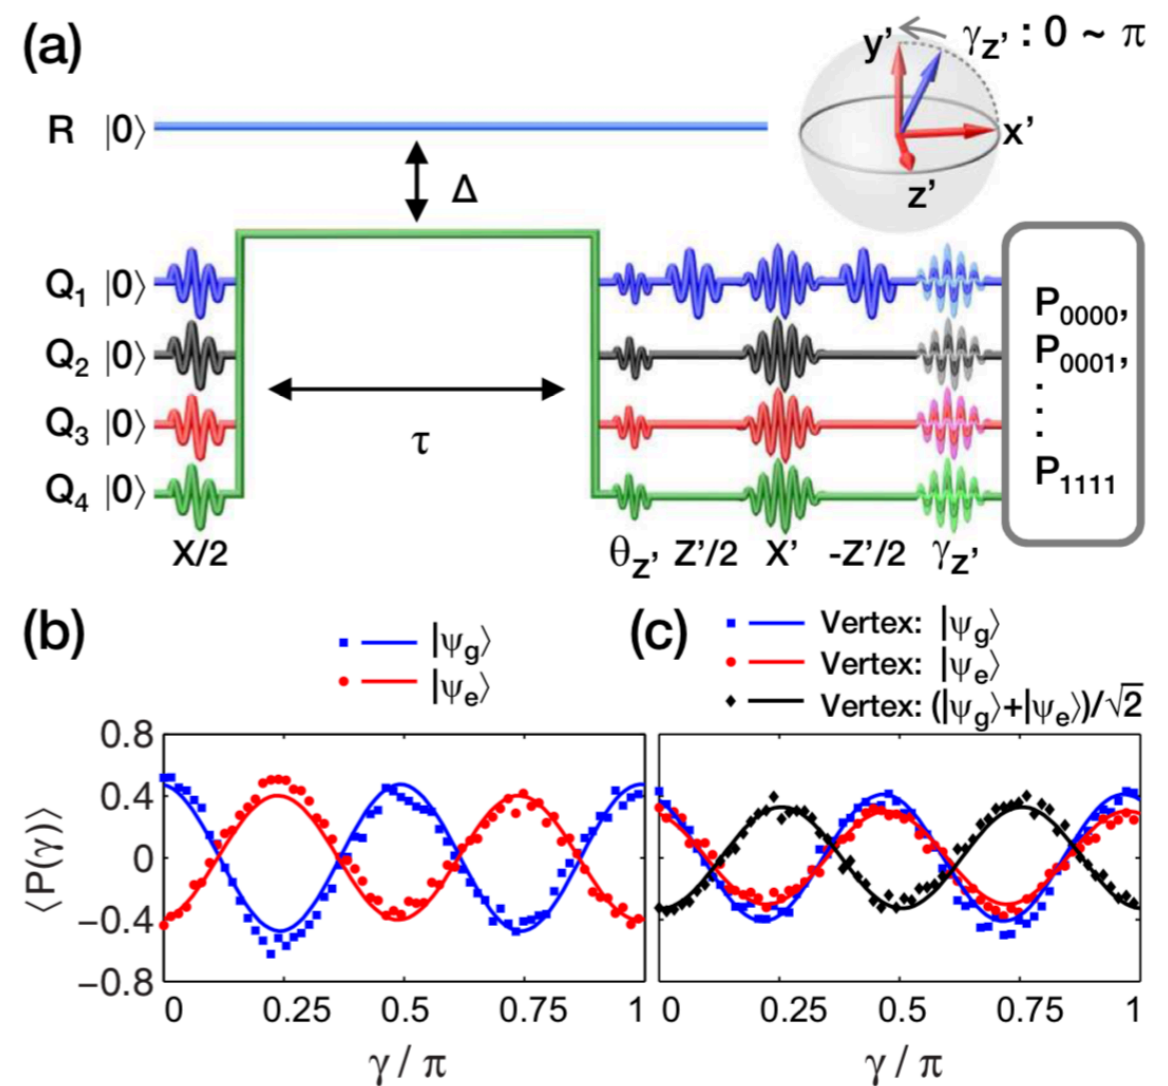 (a)
y' γz' : 0 ~ π
R |0⟩
x'
Δ
z'
Q1 |0⟩
P0000,
Q2 |0⟩
P0001,
Q3 |0⟩
τ
:
:
Q4 |0⟩
P1111
X/2 θz' Z'/2 X' -Z'/2 γz'
(b)
|ψg⟩
|ψe⟩
(c)
Vertex: |ψg⟩
Vertex: |ψe⟩
Vertex: (|ψg⟩+|ψe⟩)/√2
⟨P(γ)⟩
0.8
0.4
0
−0.4
−0.8
0 0.25 0.5 0.75 1
γ / π
0 0.25 0.5 0.75 1
γ / π